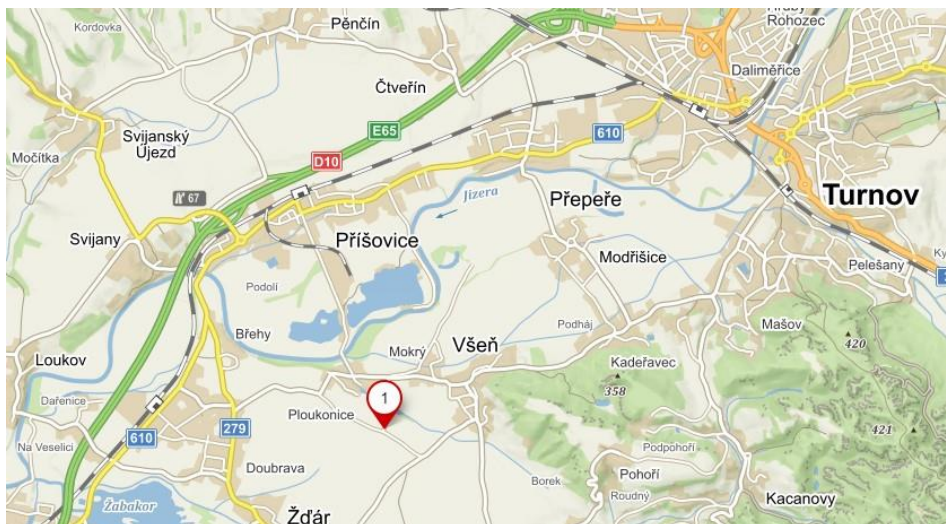 Kordovka
Pěnčín
Hrubý
Rohozec
Daliměřice
Čtveřín
E65
610
Svijanský
Újezd
Močítka
D10
67
Jizera
Přepeře
Turnov
Svijany
Příšovice
Modřišice
Pelešany
Podolí
Břehy
Podháj
Mašov
Všeň
Mokrý
Kadeřavec
420
Loukov
358
1
Dařenice
Ploukonice
Na Veselici
610
279
421
Podpohoří
Doubrava
Borek
Pohoří
Roudný
Kacanovy
Žabakor
Žďár